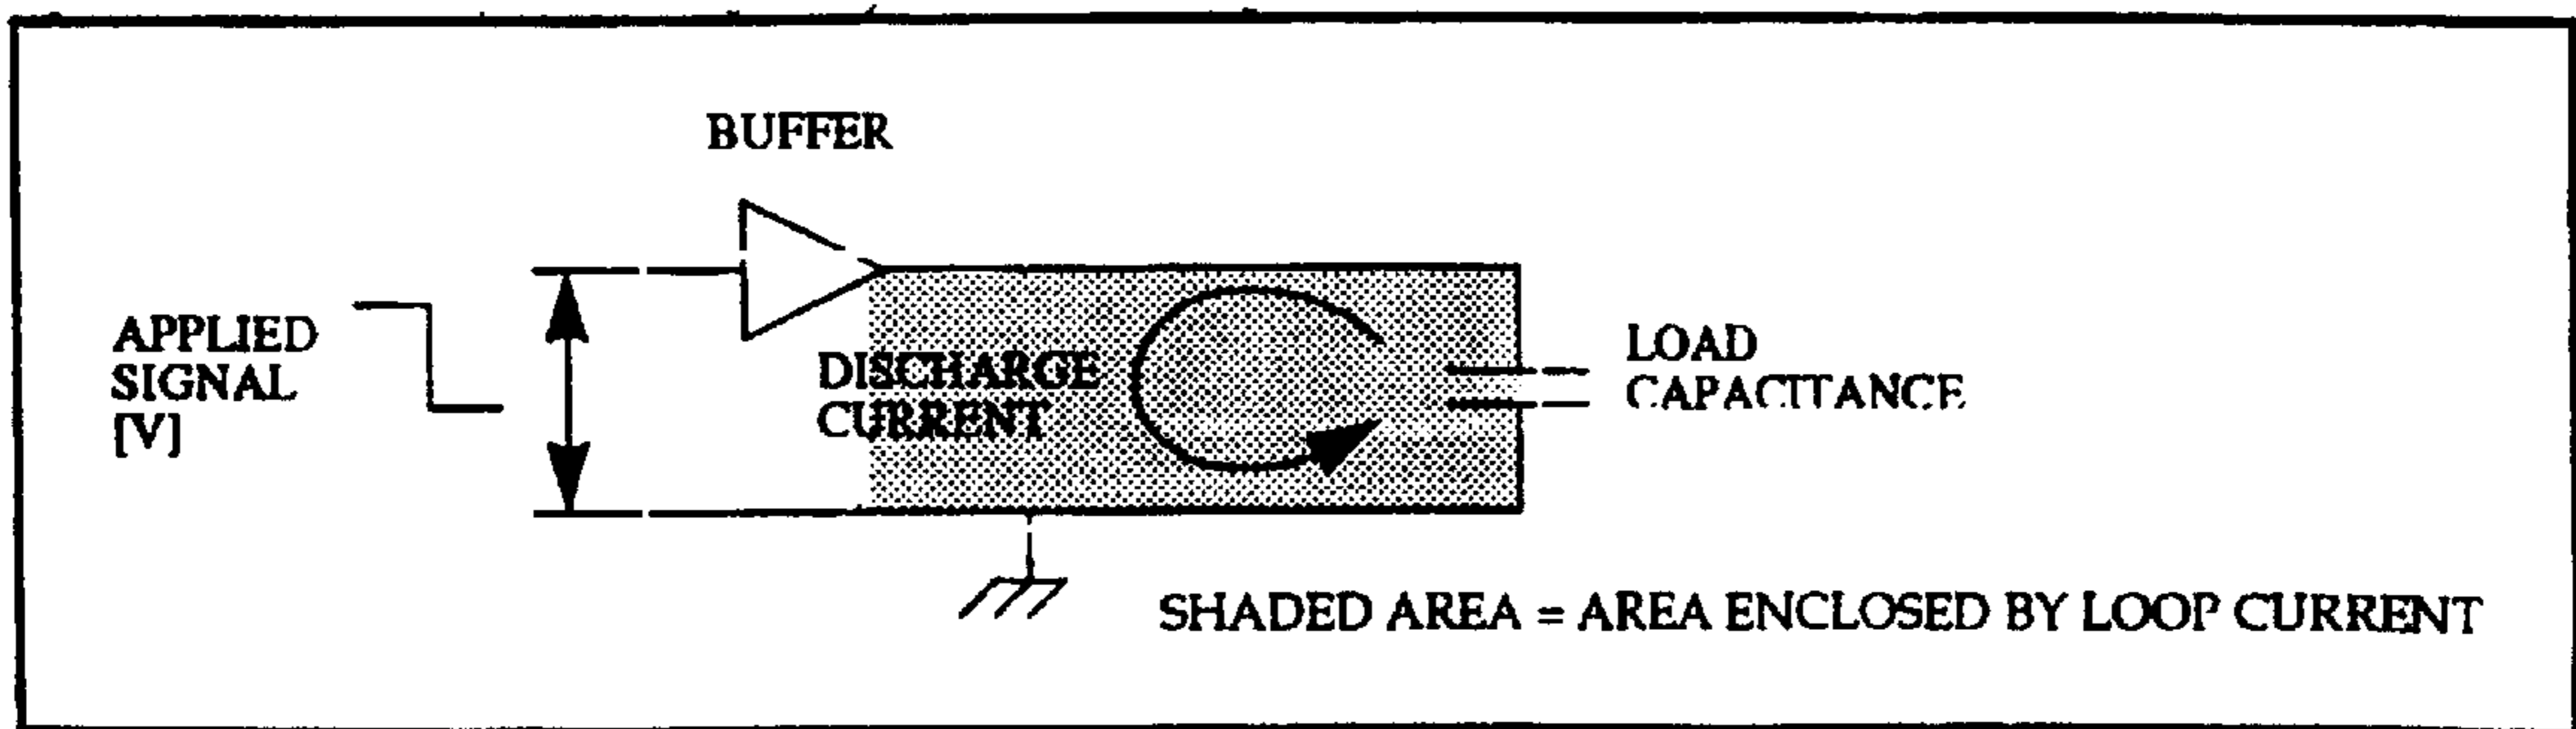 BUFFER
APPLIED
SIGNAL
[V]
DISCHARGE
CURRENT
LOAD
CAPACITANCE
SHADED AREA = AREA ENCLOSED BY LOOP CURRENT